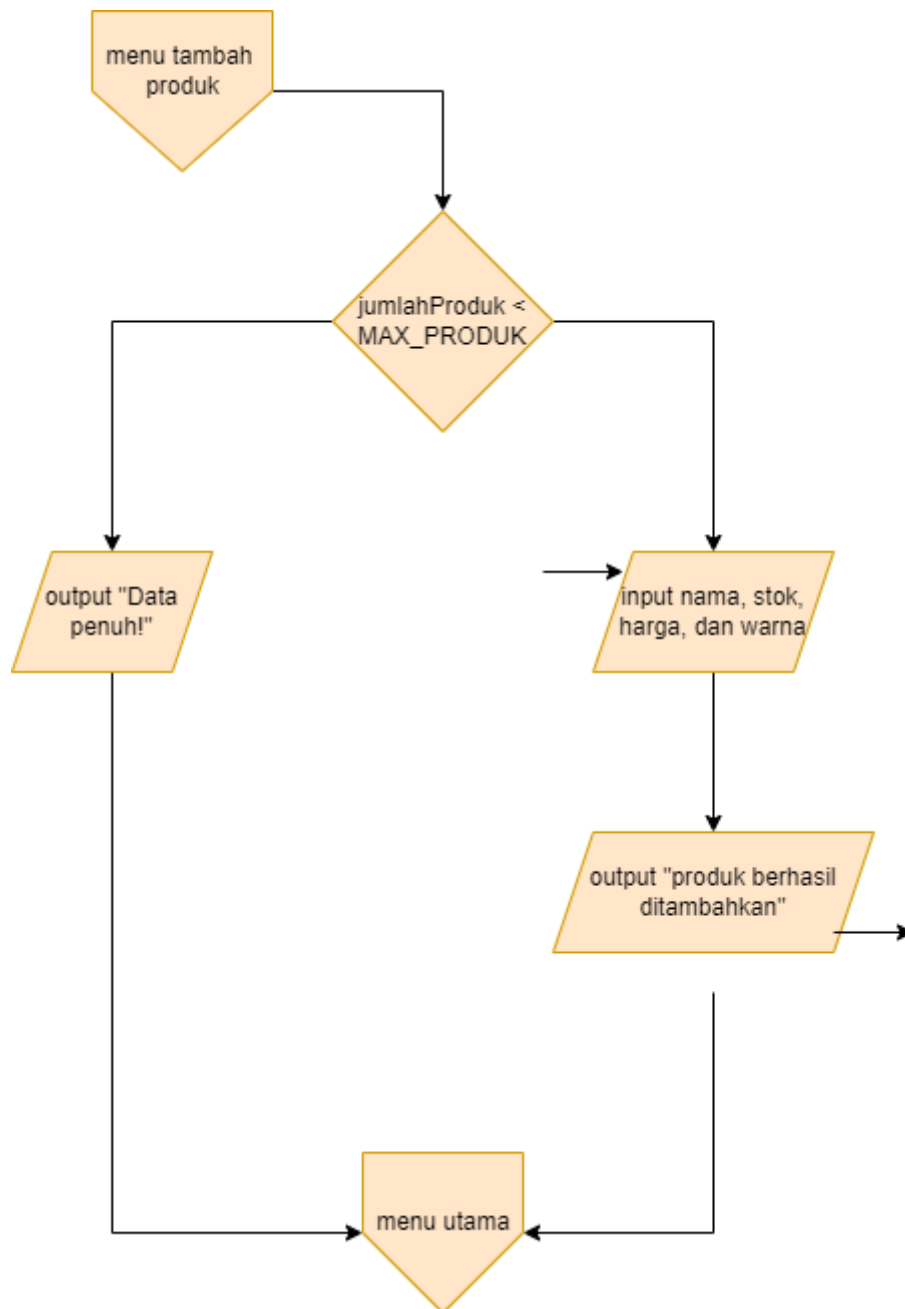 menu tambah
produk
jumlahProduk <
MAX_PRODUK
output "Data
penuh!"
input nama, stok,
harga, dan warna
output "produk berhasil
ditambahkan"
menu utama